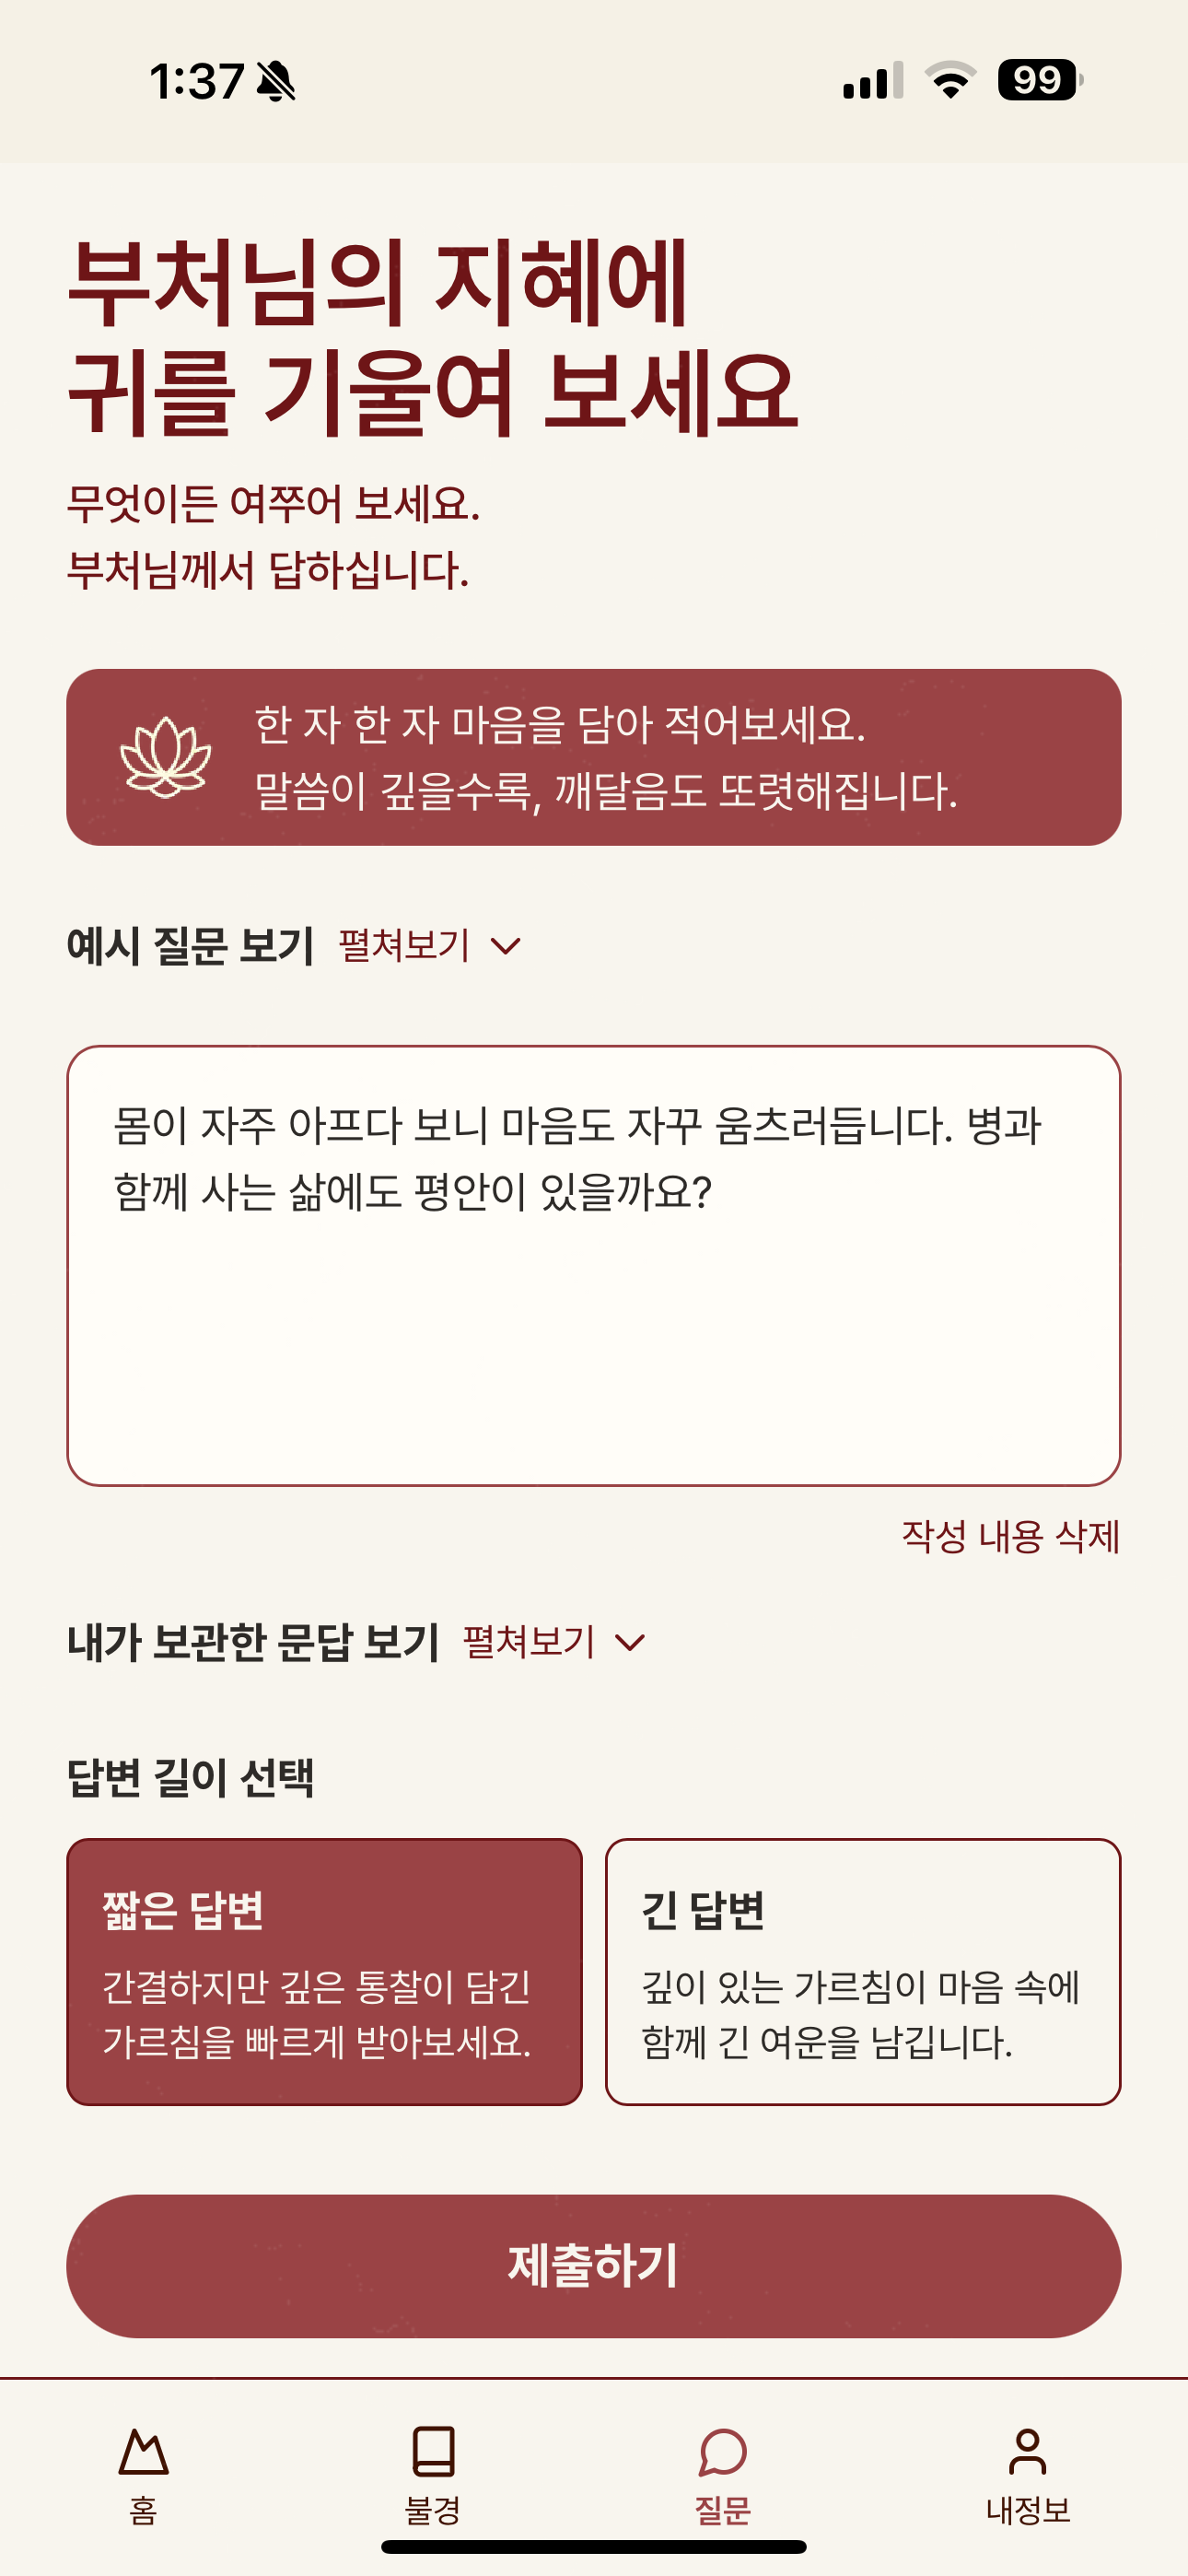 1:37
99
부처님의 지혜에
귀를 기울여 보세요
무엇이든 여쭈어 보세요.
부처님께서 답하십니다.
한 자 한 자 마음을 담아 적어보세요.
말씀이 깊을수록, 깨달음도 또렷해집니다.
예시 질문 보기 펼쳐보기
몸이 자주 아프다 보니 마음도 자꾸 움츠러듭니다. 병과
함께 사는 삶에도 평안이 있을까요?
작성 내용 삭제
내가 보관한 문답 보기 펼쳐보기
답변 길이 선택
짧은 답변
간결하지만 깊은 통찰이 담긴
가르침을 빠르게 받아보세요.
긴 답변
깊이 있는 가르침이 마음 속에
함께 긴 여운을 남깁니다.
제출하기
홈 불경 질문 내정보